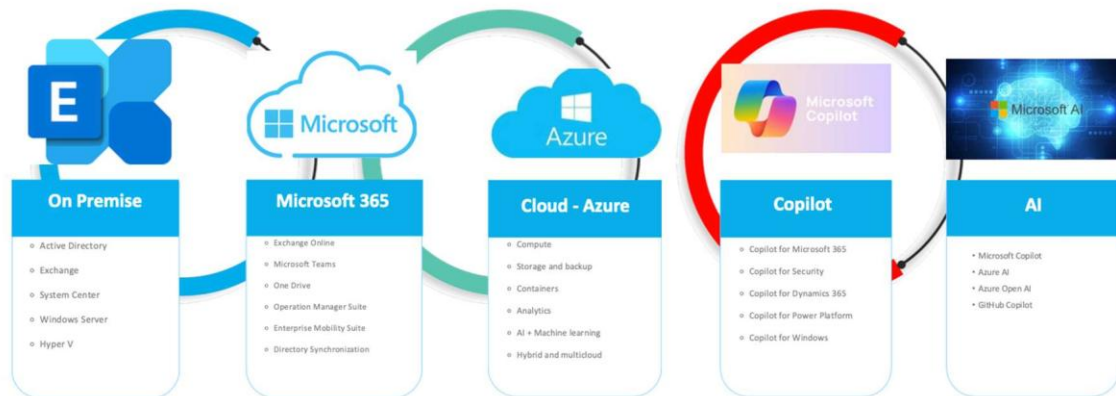 E
Microsoft
Azure
Microsoft
Copilot
Microsoft AI
On Premise
Active Directory
Exchange
System Center
Windows Server
Hyper V
Microsoft 365
Exchange Online
Microsoft Teams
One Drive
Operation Manager Suite
Enterprise Mobility Suite
Directory Synchronization
Cloud - Azure
Compute
Storage and backup
Containers
Analytics
AI + Machine learning
Hybrid and multicloud
Copilot
Copilot for Microsoft 365
Copilot for Security
Copilot for Dynamics 365
Copilot for Power Platform
Copilot for Windows
AI
Microsoft Copilot
Azure AI
Azure Open AI
GitHub Copilot